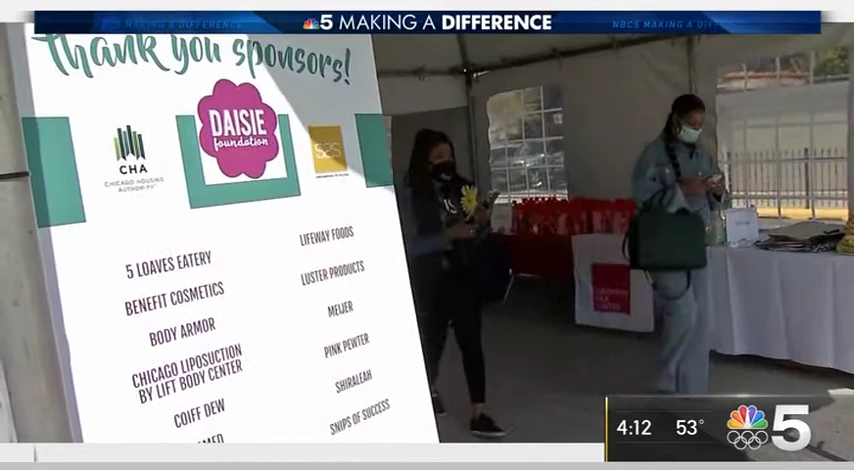 5 MAKING A DIFFERENCE
thank you sponsors!
CHA
CHICAGO HOUSING
AUTHORITY
DAISIE
foundation
5 LOAVES EATERY
BENEFIT COSMETICS
BODY ARMOR
CHICAGO LIPOSUCTION
BY LIFT BODY CENTER
COIFF DEW
LIFEWAY FOODS
LUSTER PRODUCTS
MEIJER
PINK PEWTER
SHIRALEAH
SNIPS OF SUCCESS
4:12 53° 5